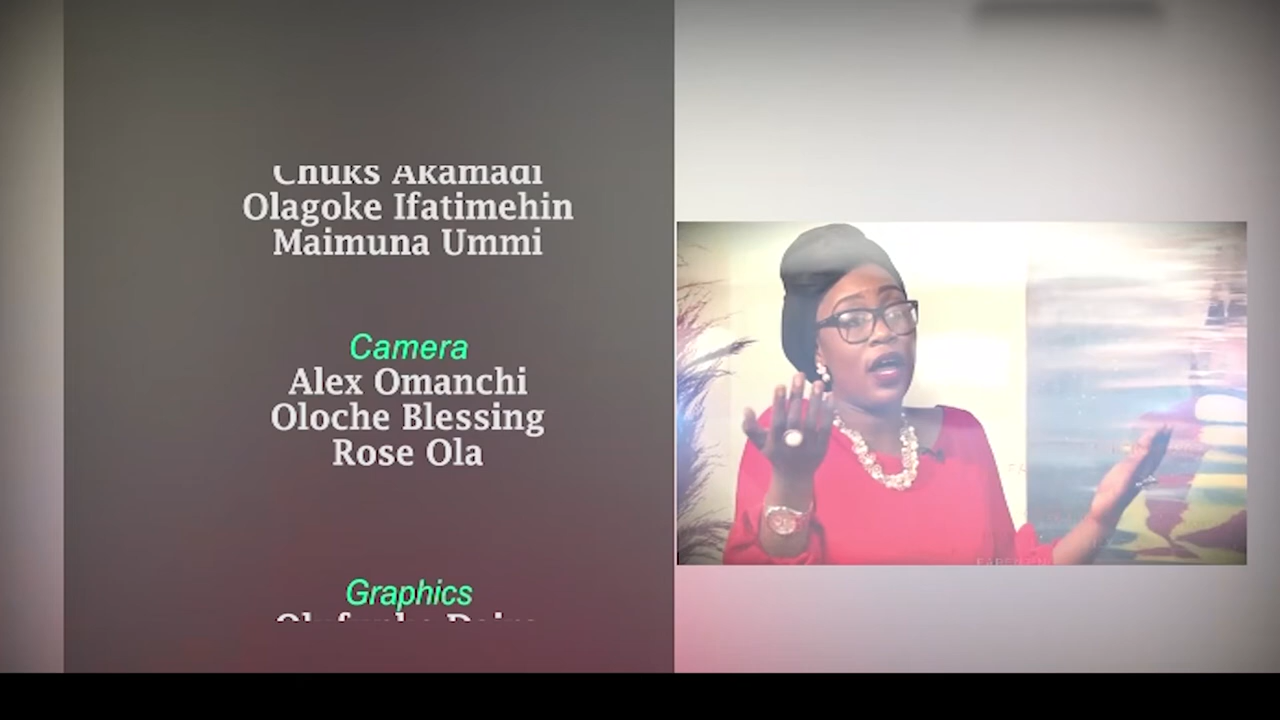 Chuks Akamadi
Olagoke Ifatimehin
Maimuna Ummi
Camera
Alex Omanchi
Oloche Blessing
Rose Ola
Graphics